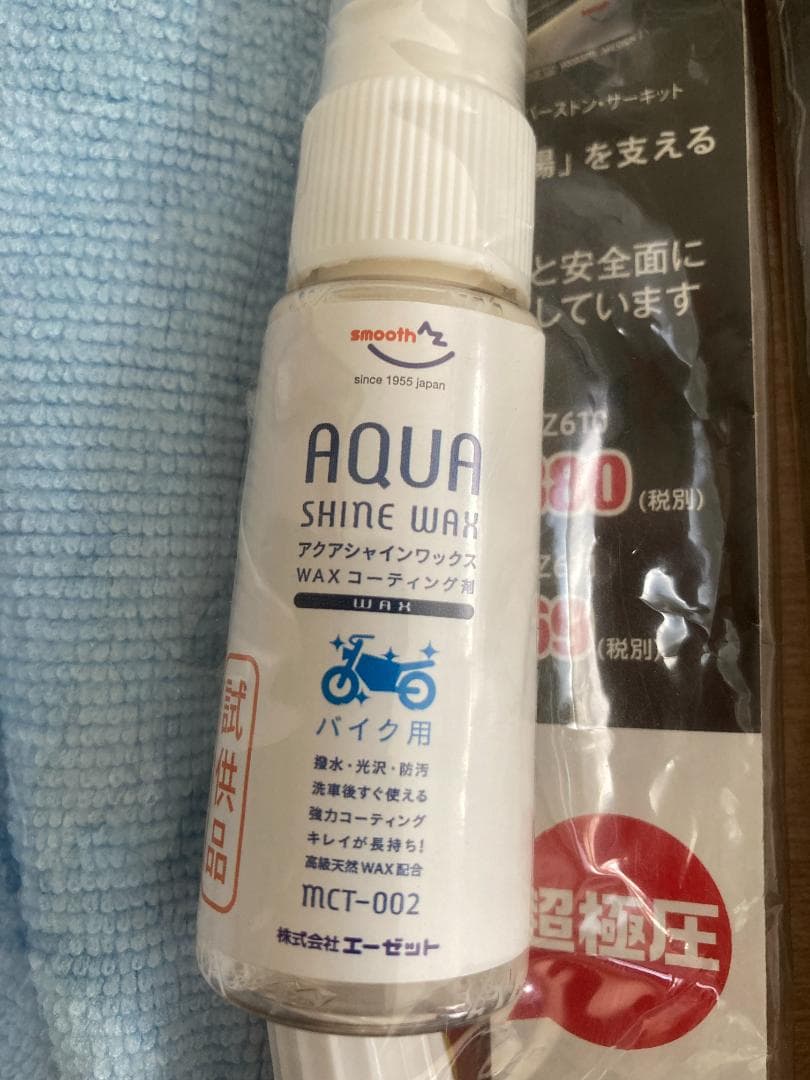 smooth AZ
since 1955 japan
AQUA
SHINE WAX
アクアシャインワックス
WAXコーティング剤
WAX
バイク用
撥水・光沢・防汚
洗車後すぐ使える
強力コーティング
キレイが長持ち!
高級天然WAX配合
MCT-002
株式会社エーゼット
試供品
ーストン・サーキット
場」を支える
と安全面に
しています
Z610
880 (税別)
69 (税別)
超極圧